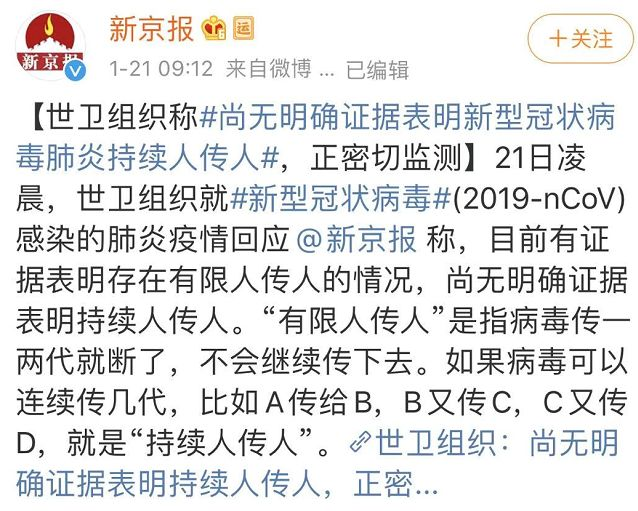 新京报 运
1-21 09:12 来自微博 ... 已编辑
+关注
新京报
【世卫组织称#尚无明确证据表明新型冠状病
毒肺炎持续人传人#，正密切监测】21日凌
晨，世卫组织就#新型冠状病毒#(2019-nCoV)
感染的肺炎疫情回应 @新京报 称，目前有证
据表明存在有限人传人的情况，尚无明确证据
表明持续人传人。“有限人传人”是指病毒传一
两代就断了，不会继续传下去。如果病毒可以
连续传几代，比如A传给B，B又传C，C又传
D，就是“持续人传人”。世卫组织：尚无明
确证据表明持续人传人，正密...